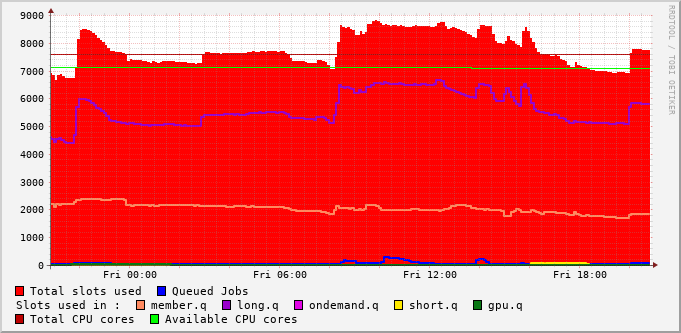 9000
8000
7000
6000
5000
4000
3000
2000
1000
0
Fri 00:00 Fri 06:00 Fri 12:00 Fri 18:00
RRDTOOL / TOBI OETIKER
Total slots used Queued Jobs
Slots used in : member.q long.q ondemand.q short.q gpu.q
Total CPU cores Available CPU cores